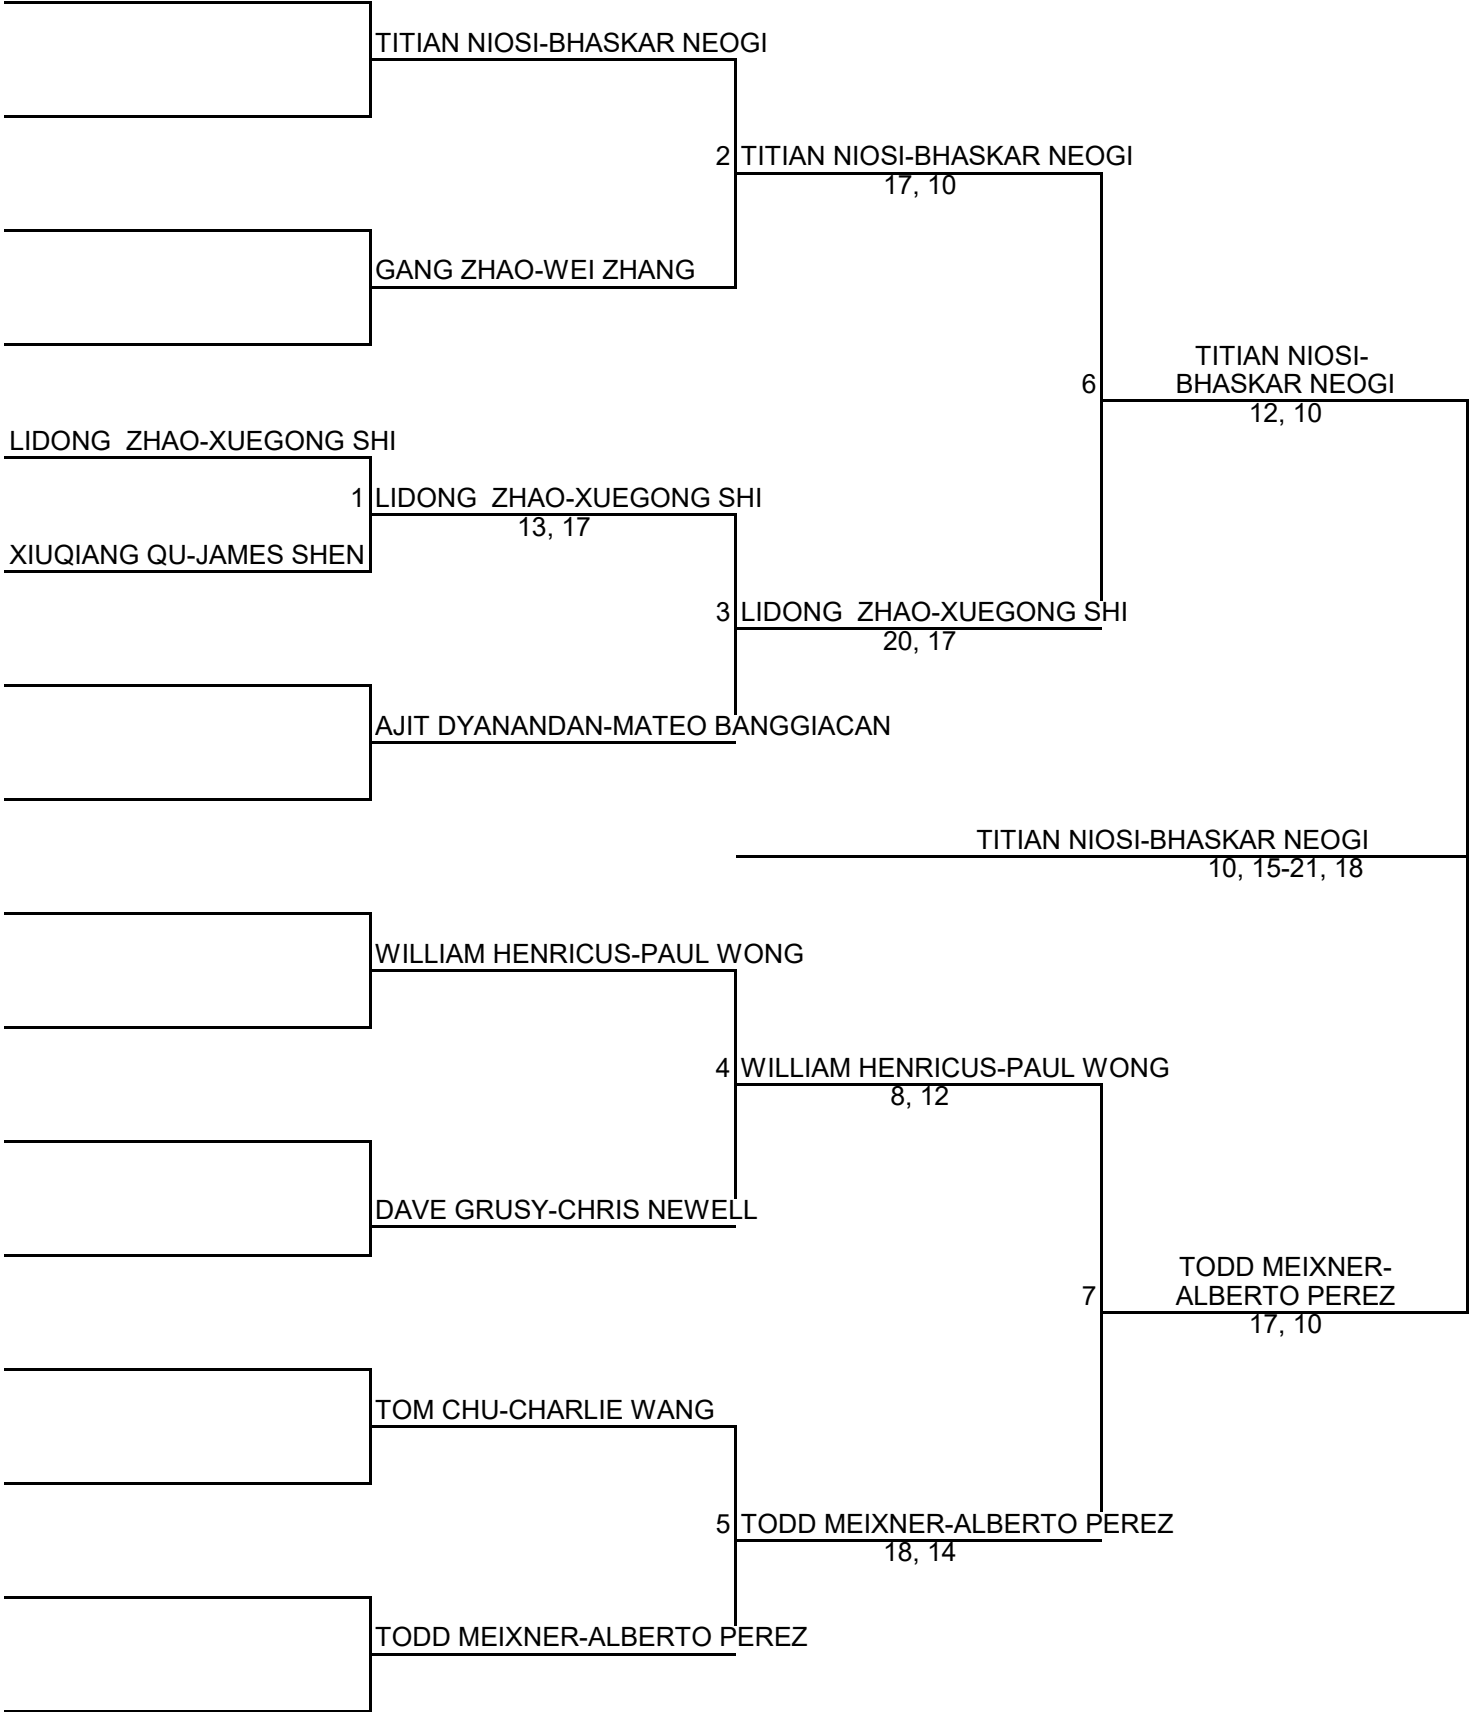 TITIAN NIOSI-BHASKAR NEOGI
2 TITIAN NIOSI-BHASKAR NEOGI
17, 10
GANG ZHAO-WEI ZHANG
TITIAN NIOSI-
6 BHASKAR NEOGI
12, 10
LIDONG  ZHAO-XUEGONG SHI
1 LIDONG  ZHAO-XUEGONG SHI
13, 17
XIUQIANG QU-JAMES SHEN
3 LIDONG  ZHAO-XUEGONG SHI
20, 17
AJIT DYANANDAN-MATEO BANGGIACAN
TITIAN NIOSI-BHASKAR NEOGI
10, 15-21, 18
WILLIAM HENRICUS-PAUL WONG
4 WILLIAM HENRICUS-PAUL WONG
8, 12
DAVE GRUSY-CHRIS NEWELL
TODD MEIXNER-
7 ALBERTO PEREZ
17, 10
TOM CHU-CHARLIE WANG
5 TODD MEIXNER-ALBERTO PEREZ
18, 14
TODD MEIXNER-ALBERTO PEREZ